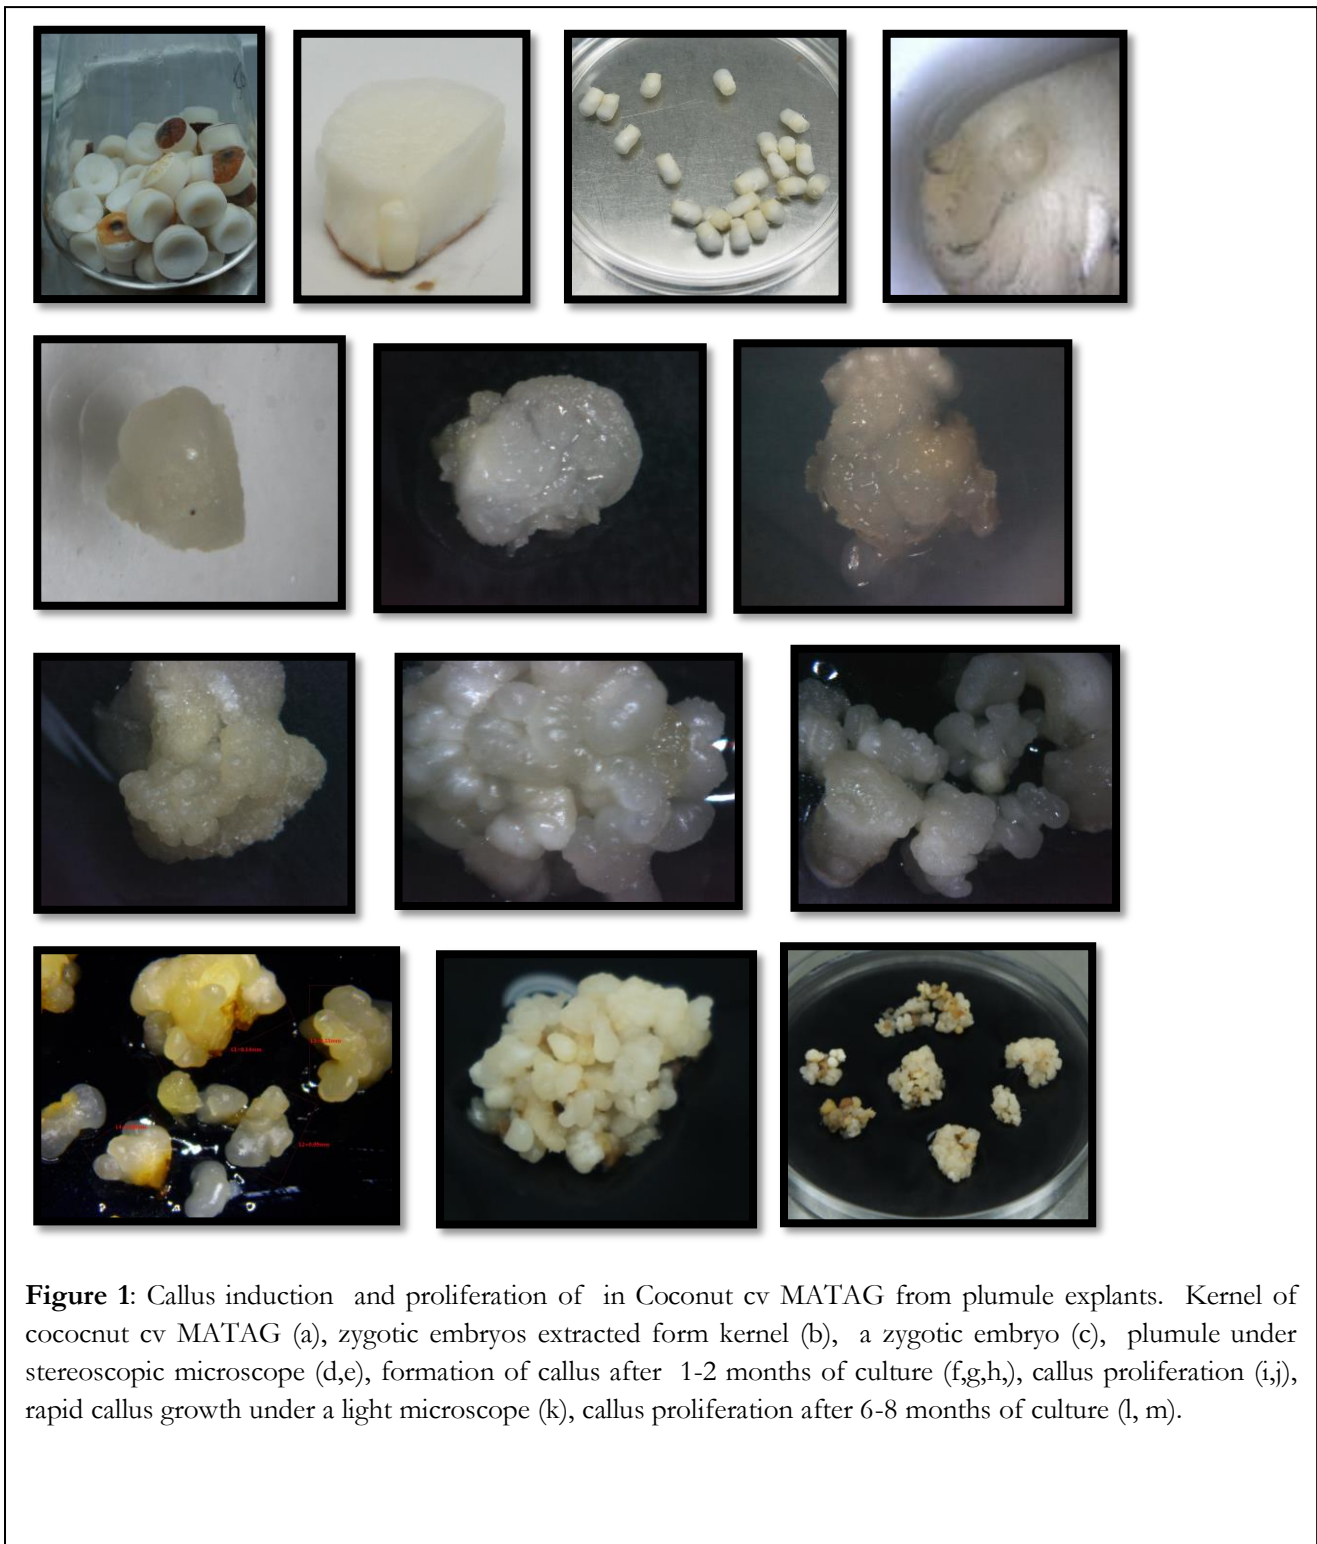 Figure 1: Callus induction and proliferation of in Coconut cv MATAG from plumule explants. Kernel of
cococnut cv MATAG (a), zygotic embryos extracted form kernel (b), a zygotic embryo (c), plumule under
stereoscopic microscope (d,e), formation of callus after 1-2 months of culture (f,g,h,), callus proliferation (i,j),
rapid callus growth under a light microscope (k), callus proliferation after 6-8 months of culture (l, m).